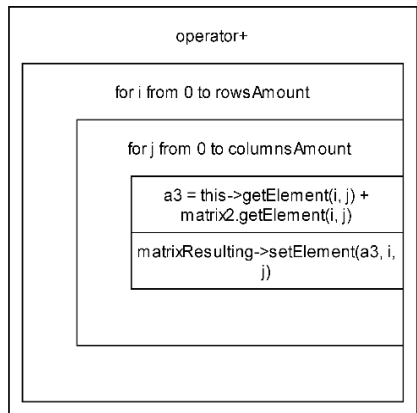 operator+
for i from 0 to rowsAmount
for j from 0 to columnsAmount
a3 = this->getElement(i, j) +
matrix2.getElement(i, j)
matrixResulting->setElement(a3, i,
j)